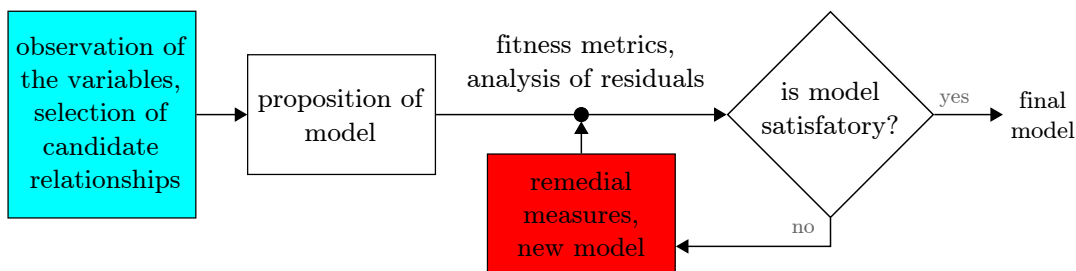 observation of
the variables,
selection of
candidate
relationships
proposition of
model
fitness metrics,
analysis of residuals
remedial
measures,
new model
is model
satisfatory?
yes
no
final
model